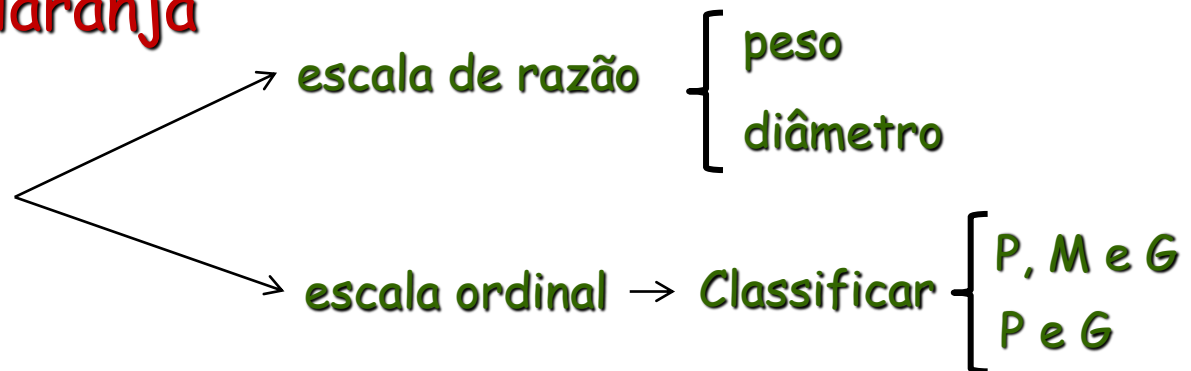 laranja
escala de razão
peso
diâmetro
escala ordinal
Classificar
P, M e G
P e G